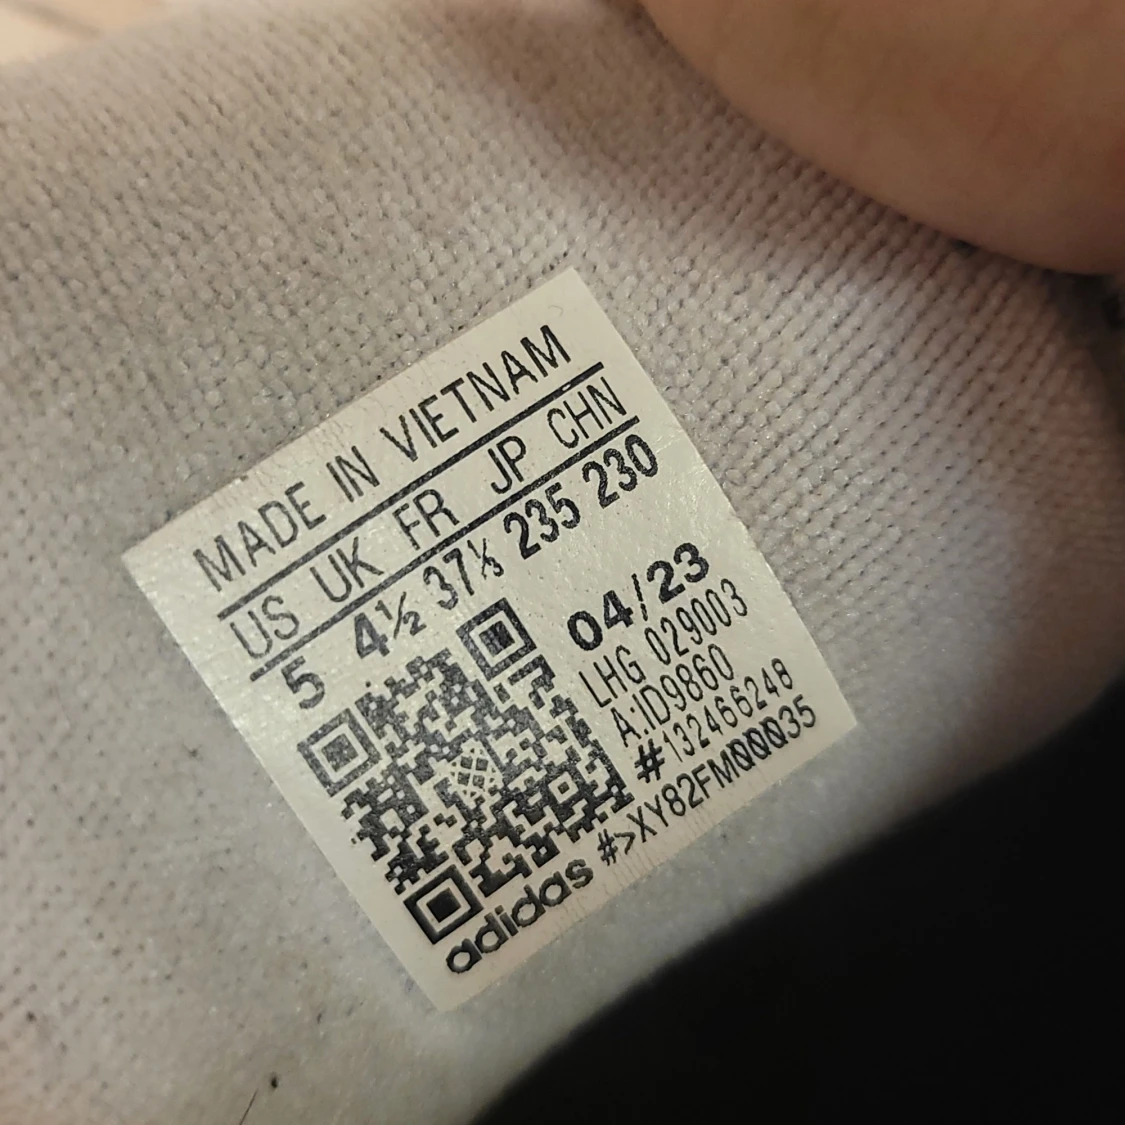 MADE IN VIETNAM
US UK FR JP CHN
5 4½ 37⅓ 235 230
04/23
LHG 029003
A:ID9860
#132466248
#>XY82FM00035
adidas